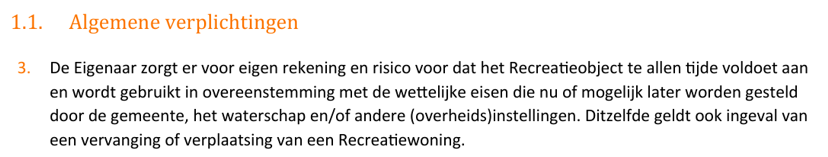 1.1. Algemene verplichtingen
3. De Eigenaar zorgt er voor eigen rekening en risico voor dat het Recreatieobject te allen tijde voldoet aan
en wordt gebruikt in overeenstemming met de wettelijke eisen die nu of mogelijk later worden gesteld
door de gemeente, het waterschap en/of andere (overheids)instellingen. Ditzelfde geldt ook ingeval van
een vervanging of verplaatsing van een Recreatiewoning.